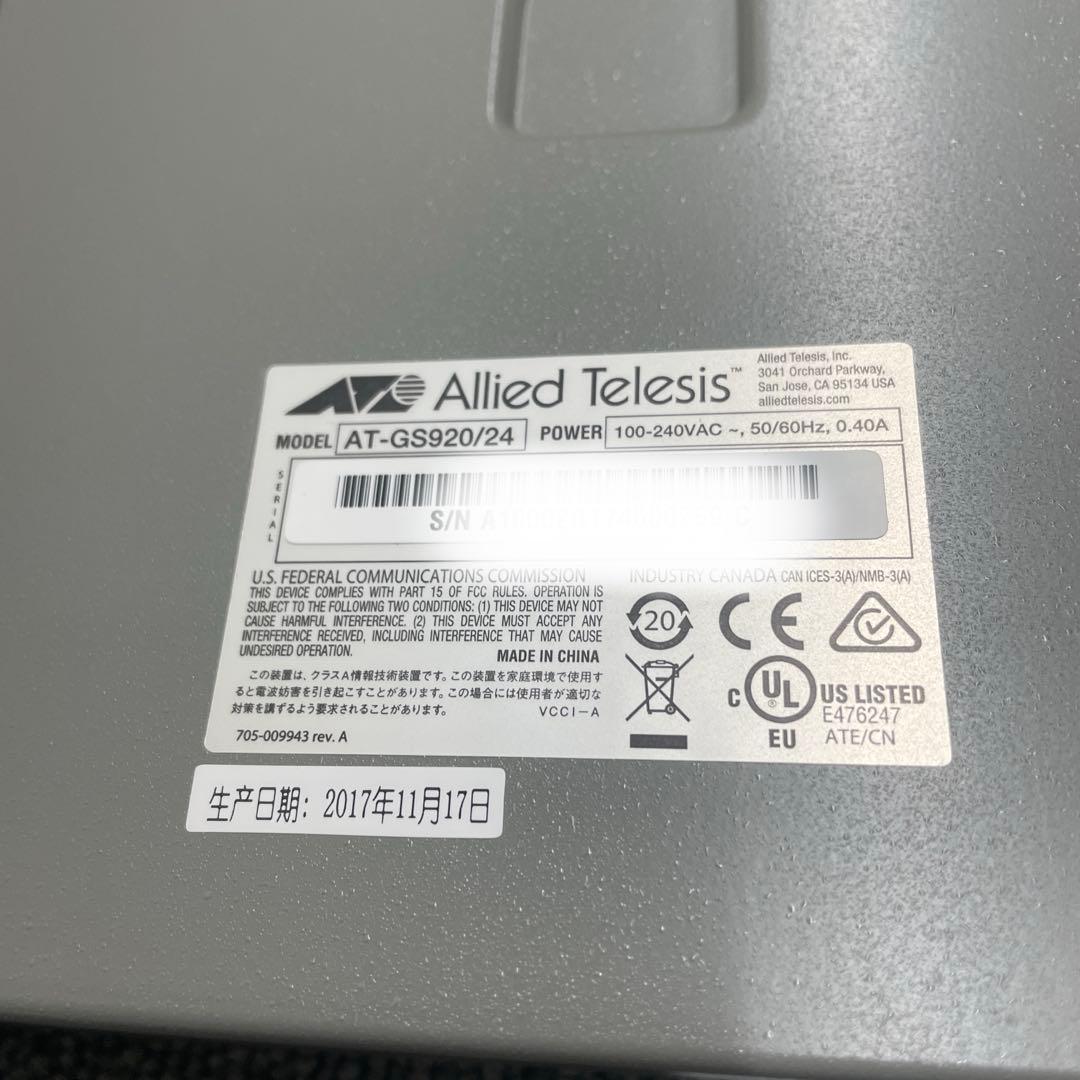 Allied Telesis™
Allied Telesis, Inc.
3041 Orchard Parkway,
San Jose, CA 95134 USA
alliedtelesis.com
MODEL AT-GS920/24 POWER 100-240VAC ~, 50/60Hz, 0.40A
SERIAL
S/N
U.S. FEDERAL COMMUNICATIONS COMMISSION
THIS DEVICE COMPLIES WITH PART 15 OF FCC RULES. OPERATION IS
SUBJECT TO THE FOLLOWING TWO CONDITIONS: (1) THIS DEVICE MAY NOT
CAUSE HARMFUL INTERFERENCE. (2) THIS DEVICE MUST ACCEPT ANY
INTERFERENCE RECEIVED, INCLUDING INTERFERENCE THAT MAY CAUSE
UNDESIRED OPERATION.
MADE IN CHINA
この装置は、クラスA情報技術装置です。この装置を家庭環境で使用す
ると電波妨害を引き起こすことがあります。この場合には使用者が適切な
対策を講ずるよう要求されることがあります。
VCCI-A
705-009943 rev. A
INDUSTRY CANADA CAN ICES-3(A)/NMB-3(A)
20
CE
C UL US LISTED
®
E476247
EU ATE/CN
生产日期：2017年11月17日